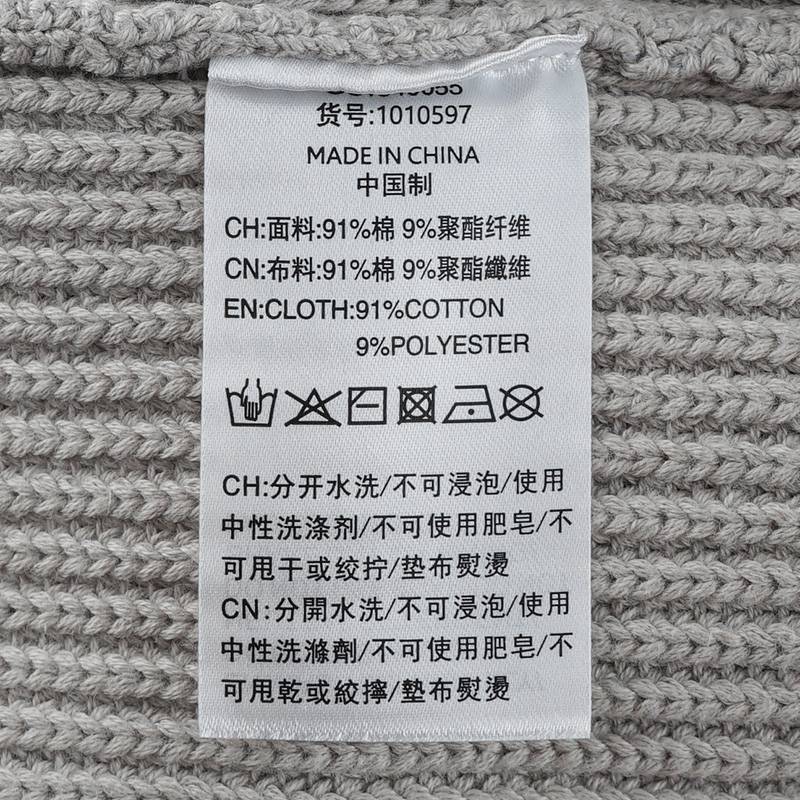 货号:1010597
MADE IN CHINA
中国制
CH:面料:91%棉 9%聚酯纤维
CN:布料:91%棉 9%聚酯纖維
EN:CLOTH:91%COTTON
9%POLYESTER
CH:分开水洗/不可浸泡/使用
中性洗涤剂/不可使用肥皂/不
可甩干或绞拧/垫布熨燙
CN:分開水洗/不可浸泡/使用
中性洗滌劑/不可使用肥皂/不
可甩乾或絞擰/墊布熨燙